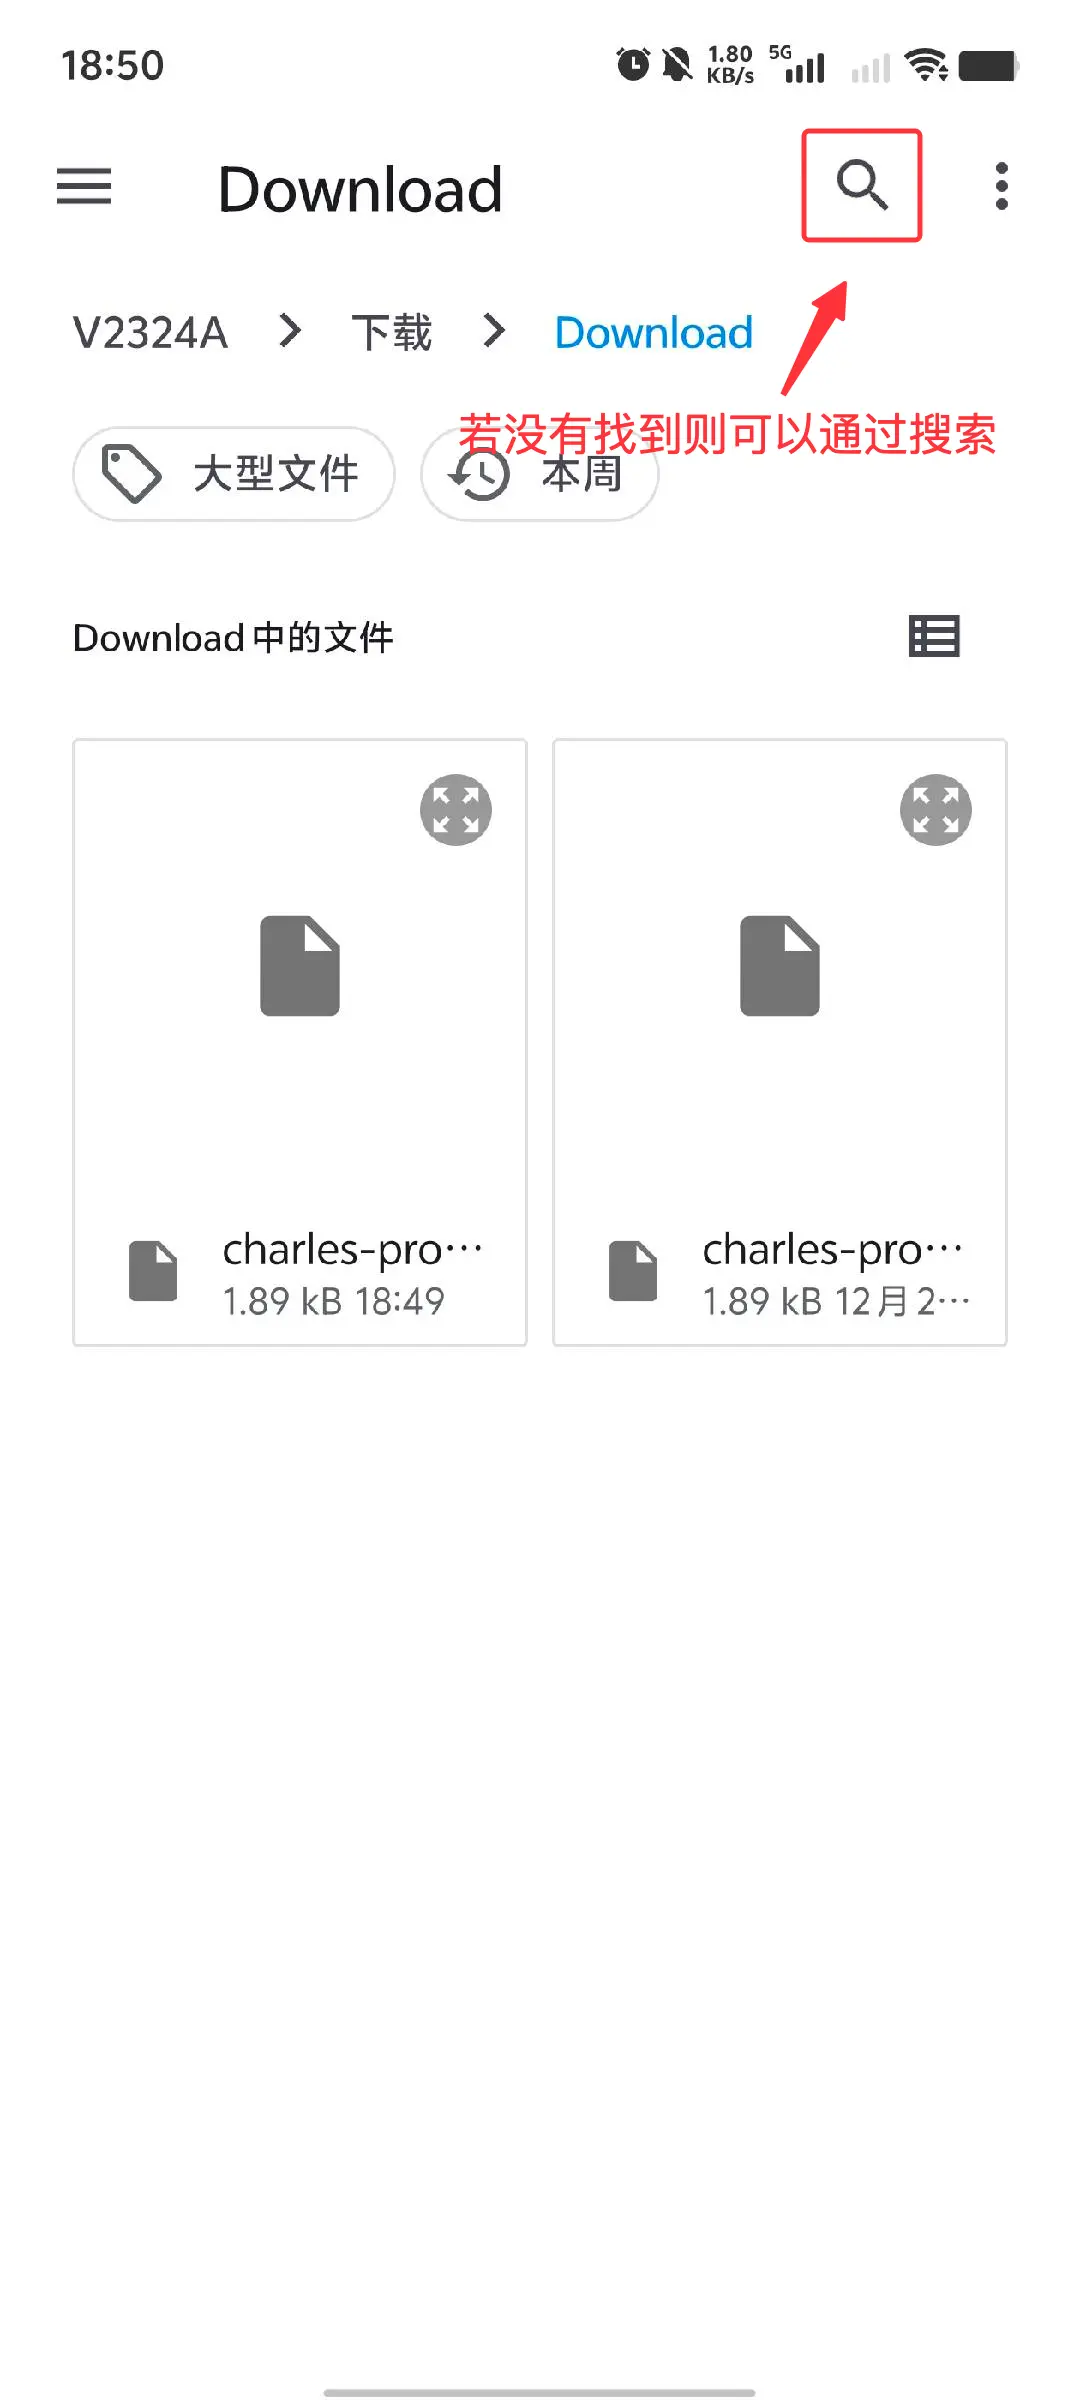 18:50
1.80 KB/s 5G
Download
V2324A > 下载 > Download
若没有找到则可以通过搜索
大型文件 本周
Download 中的文件
charles-pro… charles-pro…
1.89 kB 18:49 1.89 kB 12月2…